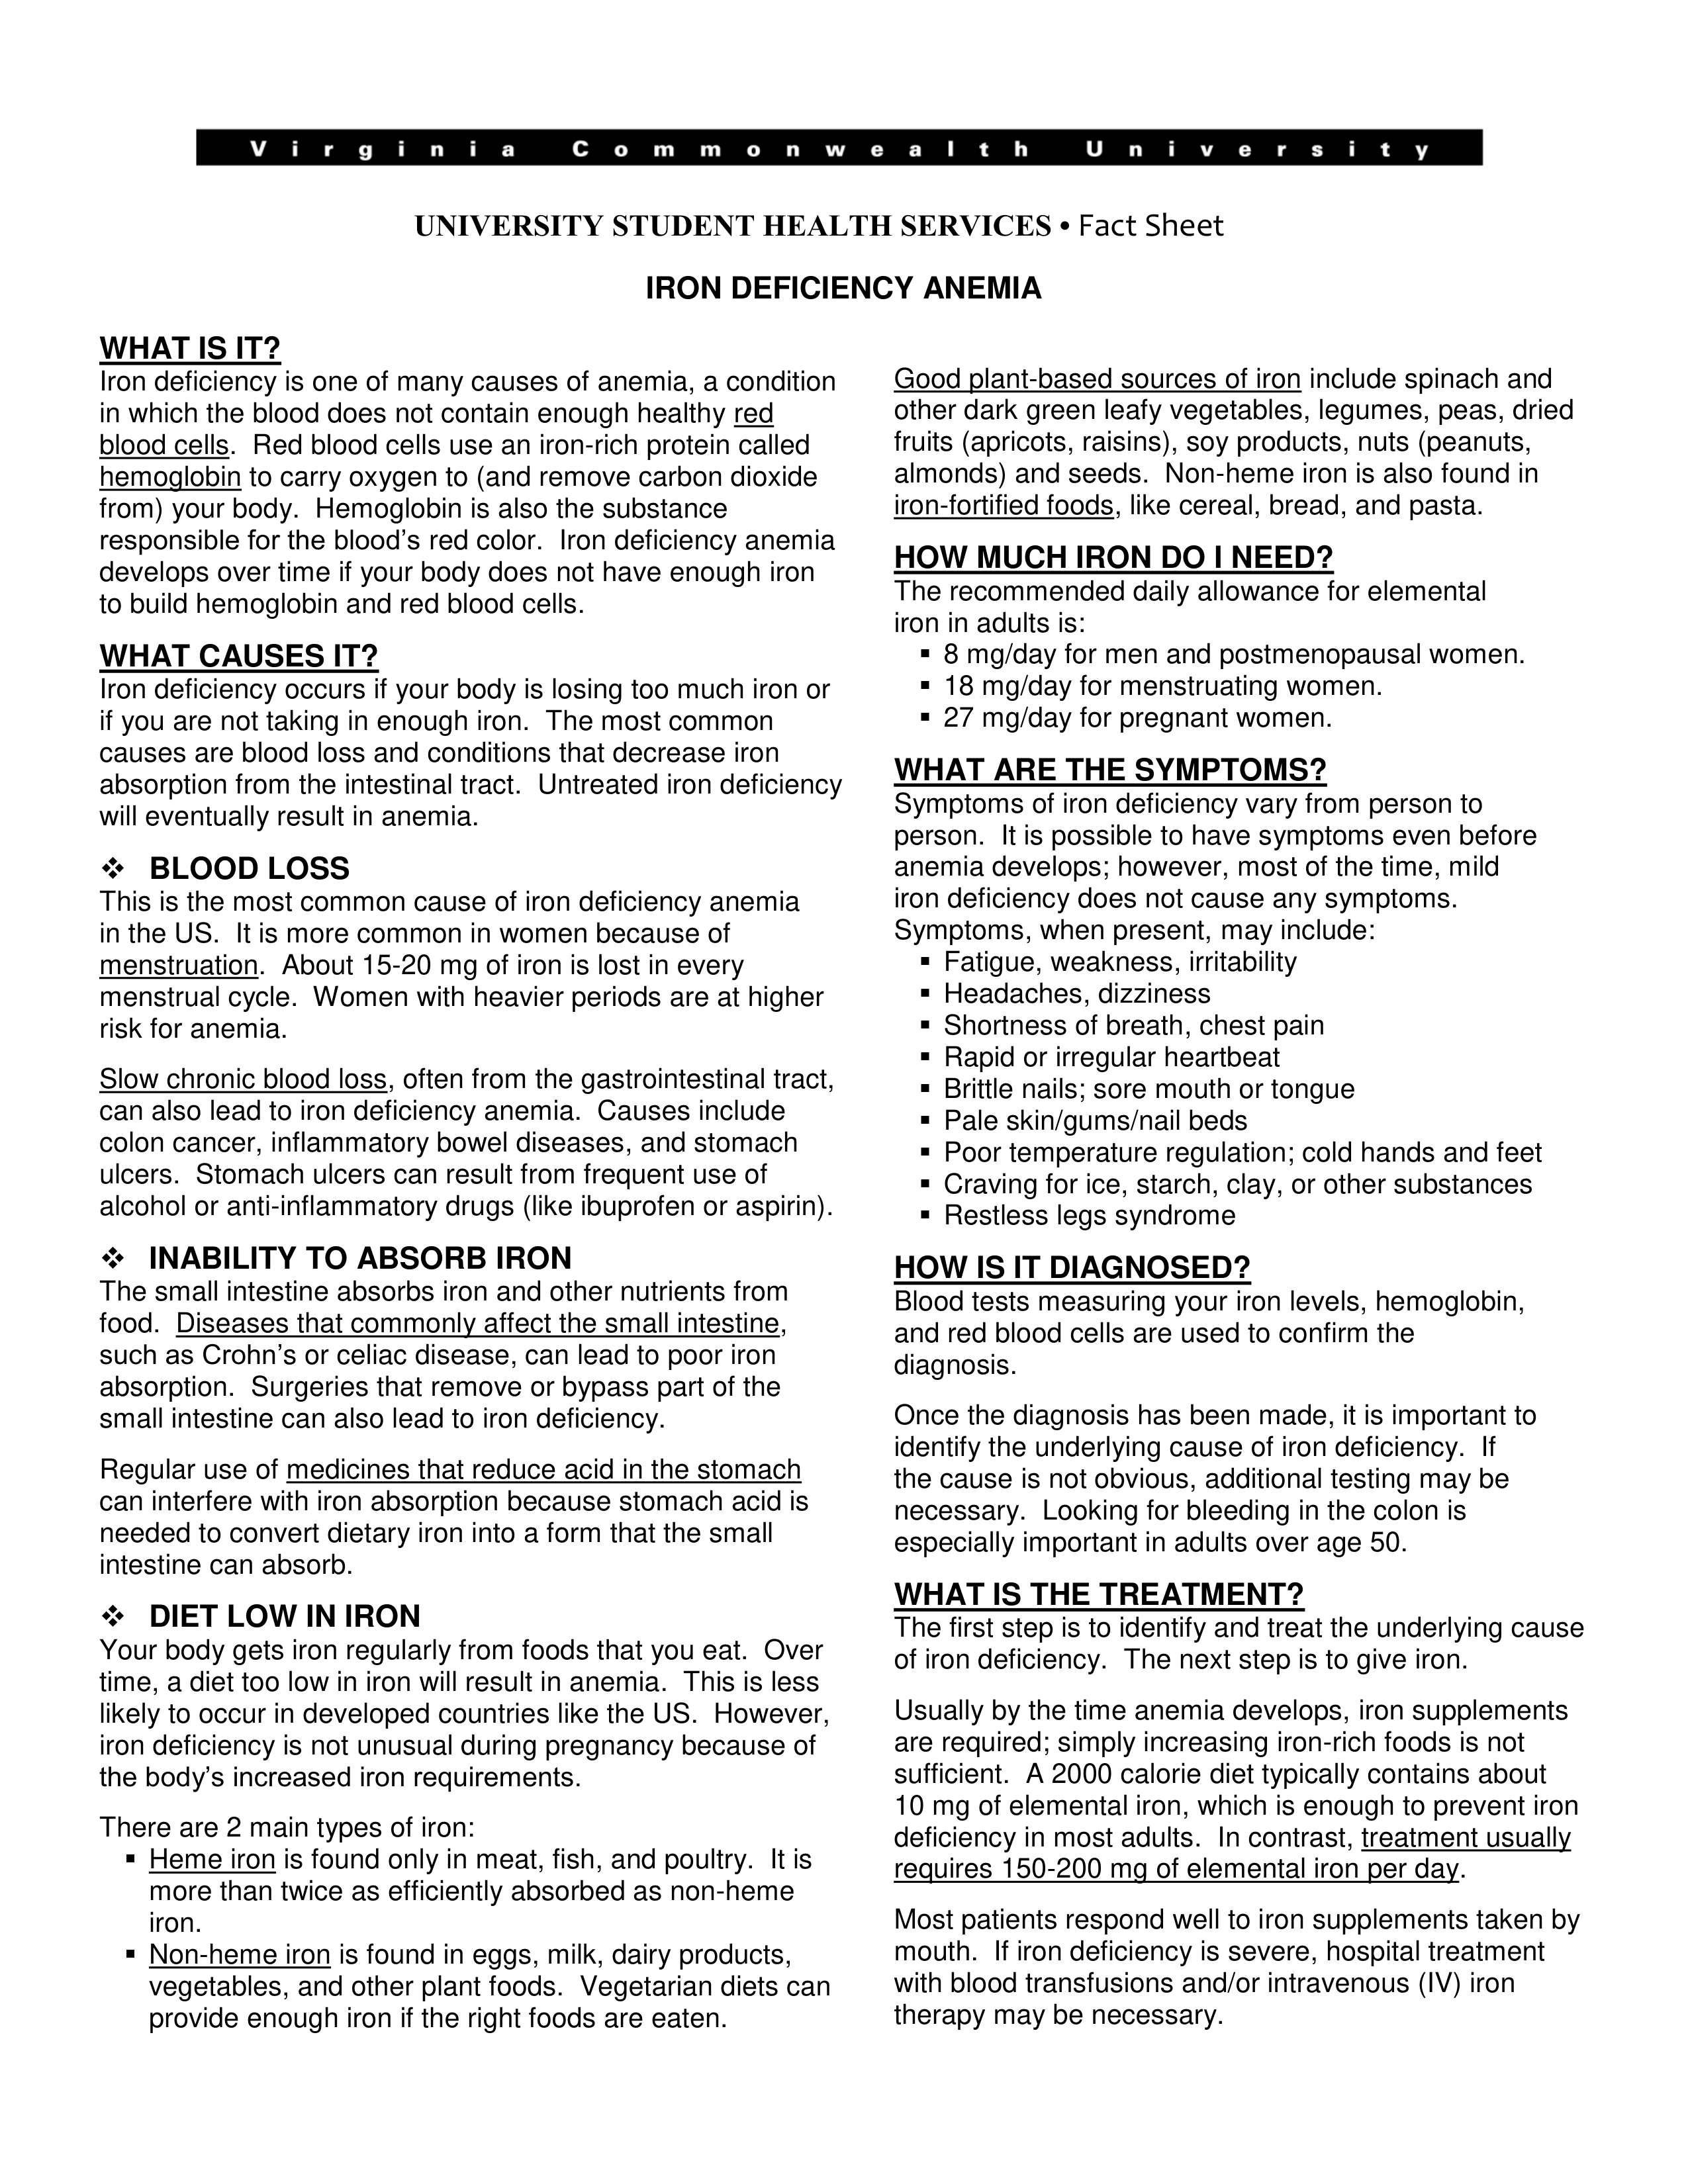 Virginia Commonwealth University
UNIVERSITY STUDENT HEALTH SERVICES • Fact Sheet
IRON DEFICIENCY ANEMIA
WHAT IS IT?
Iron deficiency is one of many causes of anemia, a condition
in which the blood does not contain enough healthy red
blood cells.  Red blood cells use an iron-rich protein called
hemoglobin to carry oxygen to (and remove carbon dioxide
from) your body.  Hemoglobin is also the substance
responsible for the blood’s red color.  Iron deficiency anemia
develops over time if your body does not have enough iron
to build hemoglobin and red blood cells.
WHAT CAUSES IT?
Iron deficiency occurs if your body is losing too much iron or
if you are not taking in enough iron.  The most common
causes are blood loss and conditions that decrease iron
absorption from the intestinal tract.  Untreated iron deficiency
will eventually result in anemia.
❖ BLOOD LOSS
This is the most common cause of iron deficiency anemia
in the US.  It is more common in women because of
menstruation.  About 15-20 mg of iron is lost in every
menstrual cycle.  Women with heavier periods are at higher
risk for anemia.
Slow chronic blood loss, often from the gastrointestinal tract,
can also lead to iron deficiency anemia.  Causes include
colon cancer, inflammatory bowel diseases, and stomach
ulcers.  Stomach ulcers can result from frequent use of
alcohol or anti-inflammatory drugs (like ibuprofen or aspirin).
❖ INABILITY TO ABSORB IRON
The small intestine absorbs iron and other nutrients from
food.  Diseases that commonly affect the small intestine,
such as Crohn’s or celiac disease, can lead to poor iron
absorption.  Surgeries that remove or bypass part of the
small intestine can also lead to iron deficiency.
Regular use of medicines that reduce acid in the stomach
can interfere with iron absorption because stomach acid is
needed to convert dietary iron into a form that the small
intestine can absorb.
❖ DIET LOW IN IRON
Your body gets iron regularly from foods that you eat.  Over
time, a diet too low in iron will result in anemia.  This is less
likely to occur in developed countries like the US.  However,
iron deficiency is not unusual during pregnancy because of
the body’s increased iron requirements.
There are 2 main types of iron:
▪ Heme iron is found only in meat, fish, and poultry.  It is
more than twice as efficiently absorbed as non-heme
iron.
▪ Non-heme iron is found in eggs, milk, dairy products,
vegetables, and other plant foods.  Vegetarian diets can
provide enough iron if the right foods are eaten.
Good plant-based sources of iron include spinach and
other dark green leafy vegetables, legumes, peas, dried
fruits (apricots, raisins), soy products, nuts (peanuts,
almonds) and seeds.  Non-heme iron is also found in
iron-fortified foods, like cereal, bread, and pasta.
HOW MUCH IRON DO I NEED?
The recommended daily allowance for elemental
iron in adults is:
▪ 8 mg/day for men and postmenopausal women.
▪ 18 mg/day for menstruating women.
▪ 27 mg/day for pregnant women.
WHAT ARE THE SYMPTOMS?
Symptoms of iron deficiency vary from person to
person.  It is possible to have symptoms even before
anemia develops; however, most of the time, mild
iron deficiency does not cause any symptoms.
Symptoms, when present, may include:
▪ Fatigue, weakness, irritability
▪ Headaches, dizziness
▪ Shortness of breath, chest pain
▪ Rapid or irregular heartbeat
▪ Brittle nails; sore mouth or tongue
▪ Pale skin/gums/nail beds
▪ Poor temperature regulation; cold hands and feet
▪ Craving for ice, starch, clay, or other substances
▪ Restless legs syndrome
HOW IS IT DIAGNOSED?
Blood tests measuring your iron levels, hemoglobin,
and red blood cells are used to confirm the
diagnosis.
Once the diagnosis has been made, it is important to
identify the underlying cause of iron deficiency.  If
the cause is not obvious, additional testing may be
necessary.  Looking for bleeding in the colon is
especially important in adults over age 50.
WHAT IS THE TREATMENT?
The first step is to identify and treat the underlying cause
of iron deficiency.  The next step is to give iron.
Usually by the time anemia develops, iron supplements
are required; simply increasing iron-rich foods is not
sufficient.  A 2000 calorie diet typically contains about
10 mg of elemental iron, which is enough to prevent iron
deficiency in most adults.  In contrast, treatment usually
requires 150-200 mg of elemental iron per day.
Most patients respond well to iron supplements taken by
mouth.  If iron deficiency is severe, hospital treatment
with blood transfusions and/or intravenous (IV) iron
therapy may be necessary.